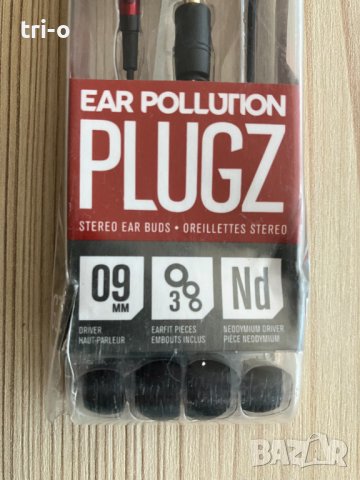 tri-o
EAR POLLUTION
PLUGZ
STEREO EAR BUDS • OREILLETTES STEREO
09
MM
3
Nd
DRIVER
HAUT-PARLEUR
EARFIT PIECES
EMBOUTS INCLUS
NEODYMIUM DRIVER
PIECE NEODYMIUM
BAZAR